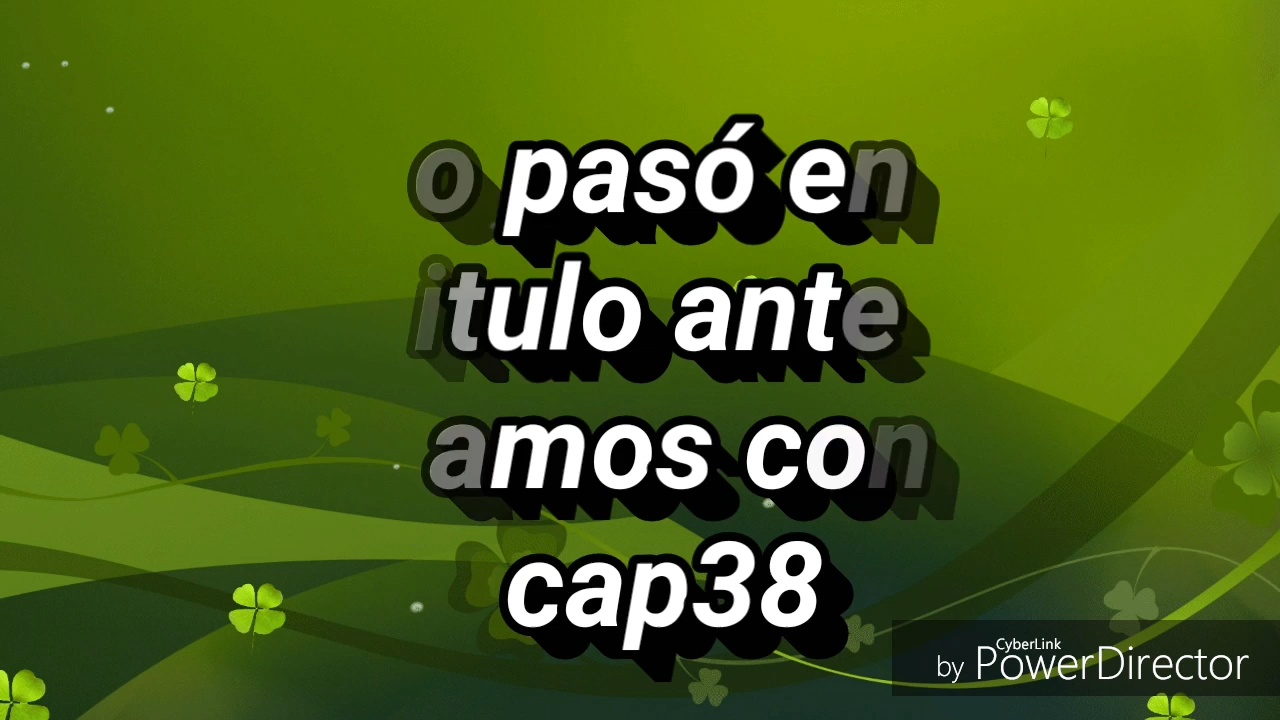 o pasó en
itulo ante
amos con
cap38
by CyberLink PowerDirector